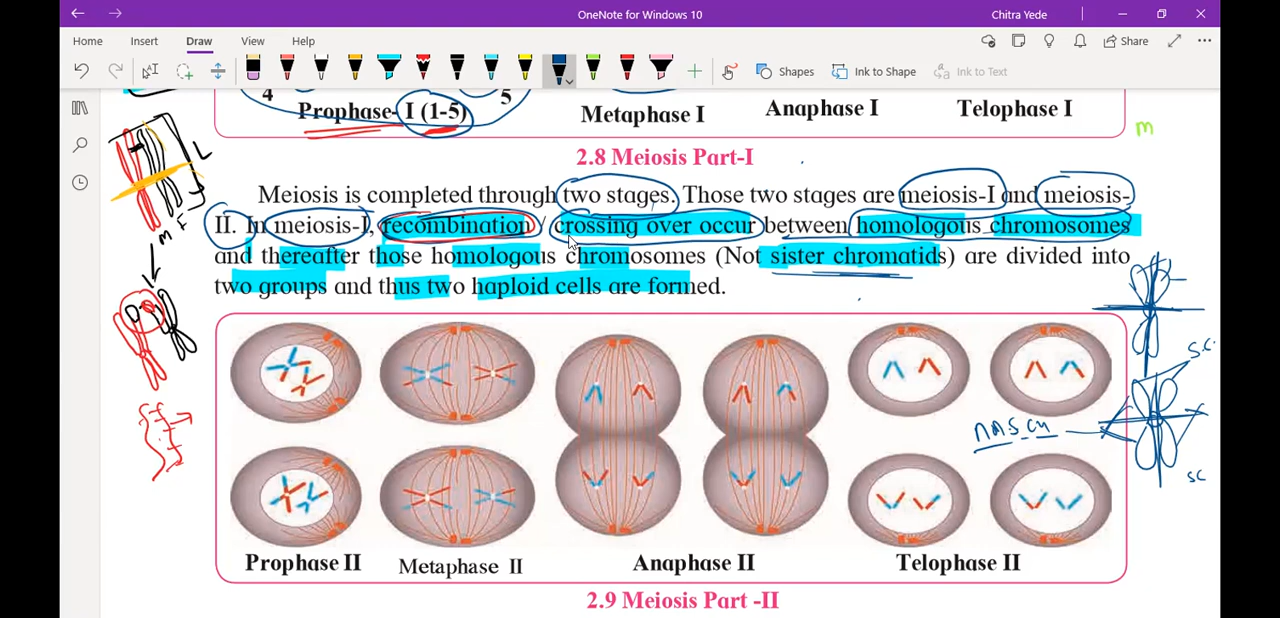 OneNote for Windows 10
Chitra Yede
Home Insert Draw View Help
Share
Shapes
Ink to Shape
Ink to Text
4 5
Prophase- I (1-5) Metaphase I Anaphase I Telophase I
m
2.8 Meiosis Part-I
Meiosis is completed through two stages. Those two stages are meiosis-I and meiosis-
II. In meiosis-I, recombination / crossing over occur between homologous chromosomes
and thereafter those homologous chromosomes (Not sister chromatids) are divided into
two groups and thus two haploid cells are formed.
S.C.
SC
Prophase II Metaphase II Anaphase II Telophase II
2.9 Meiosis Part -II